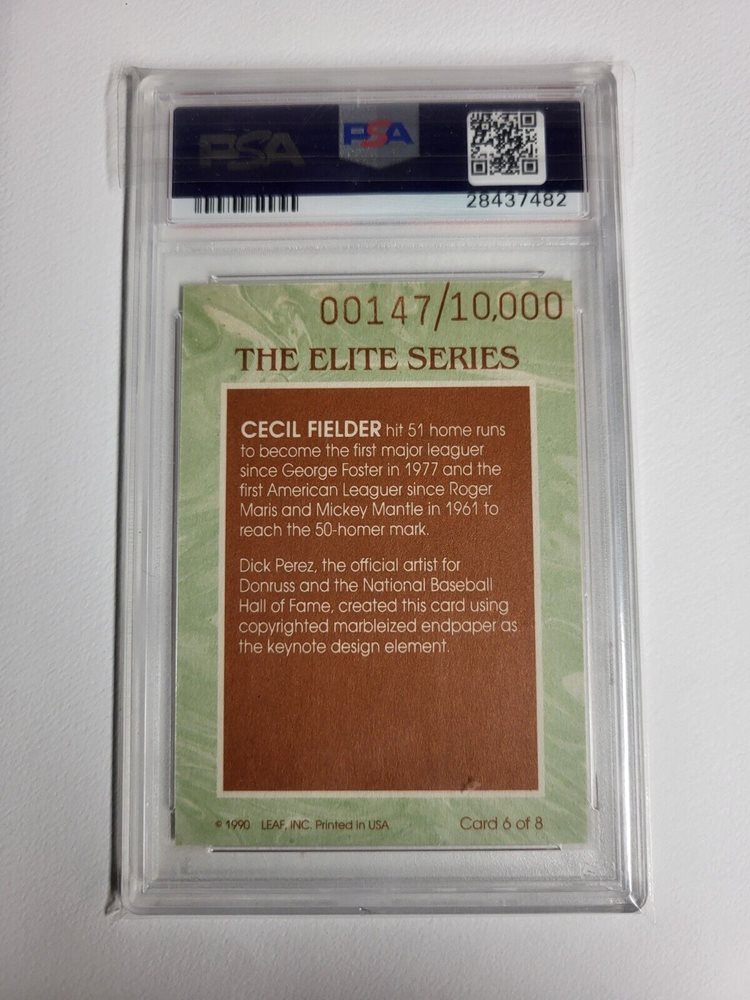 PSA
PSA
28437482
00147/10,000
THE ELITE SERIES
CECIL FIELDER hit 51 home runs
to become the first major leaguer
since George Foster in 1977 and the
first American Leaguer since Roger
Maris and Mickey Mantle in 1961 to
reach the 50-homer mark.
Dick Perez, the official artist for
Donruss and the National Baseball
Hall of Fame, created this card using
copyrighted marbleized endpaper as
the keynote design element.
© 1990 LEAF, INC. Printed in USA Card 6 of 8